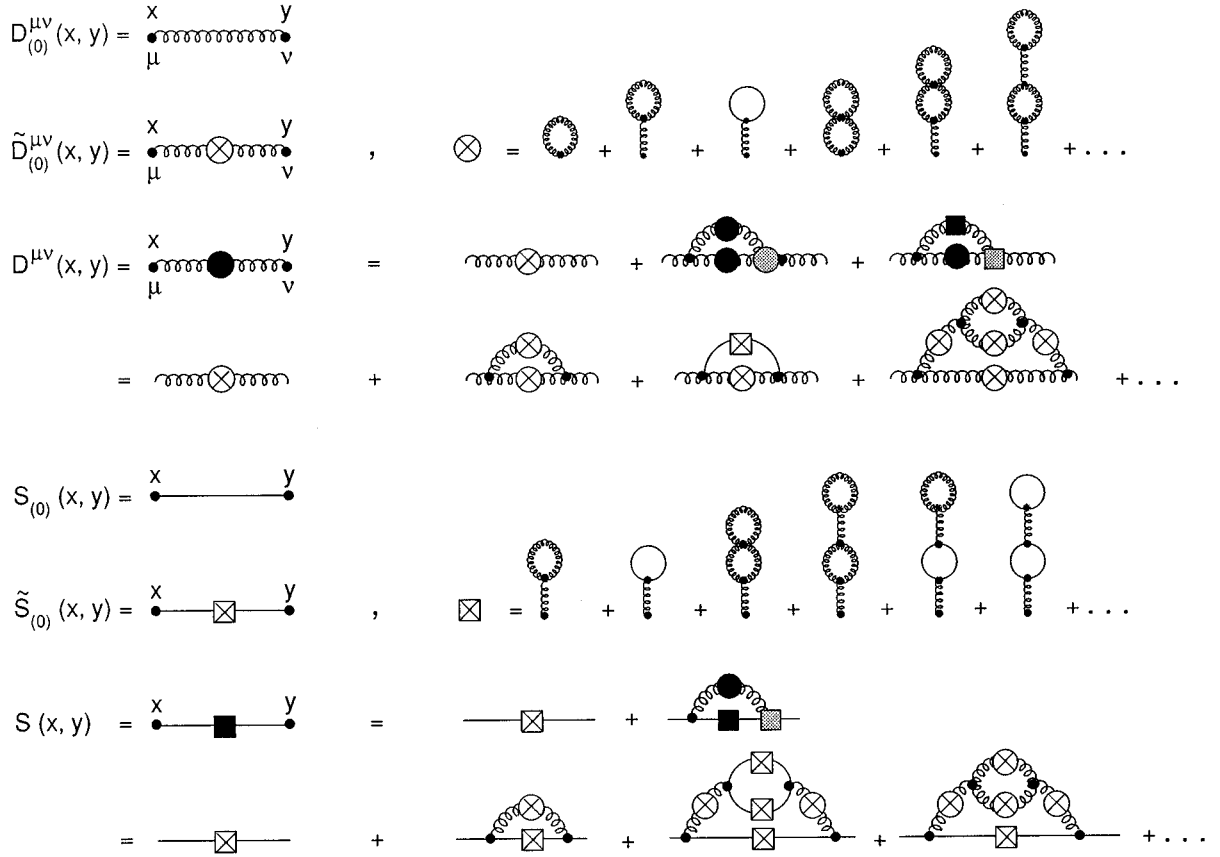 x y
D^{μν}_{(0)} (x, y) =
μ ν
x y
D̃^{μν}_{(0)} (x, y) = , = + + + + + + . . .
μ ν
x y
D^{μν} (x, y) = = + +
μ ν
= + + + + . . .
x y
S_{(0)} (x, y) =
x y
S̃_{(0)} (x, y) = , = + + + + + + . . .
x y
S (x, y) = = +
= + + + + . . .